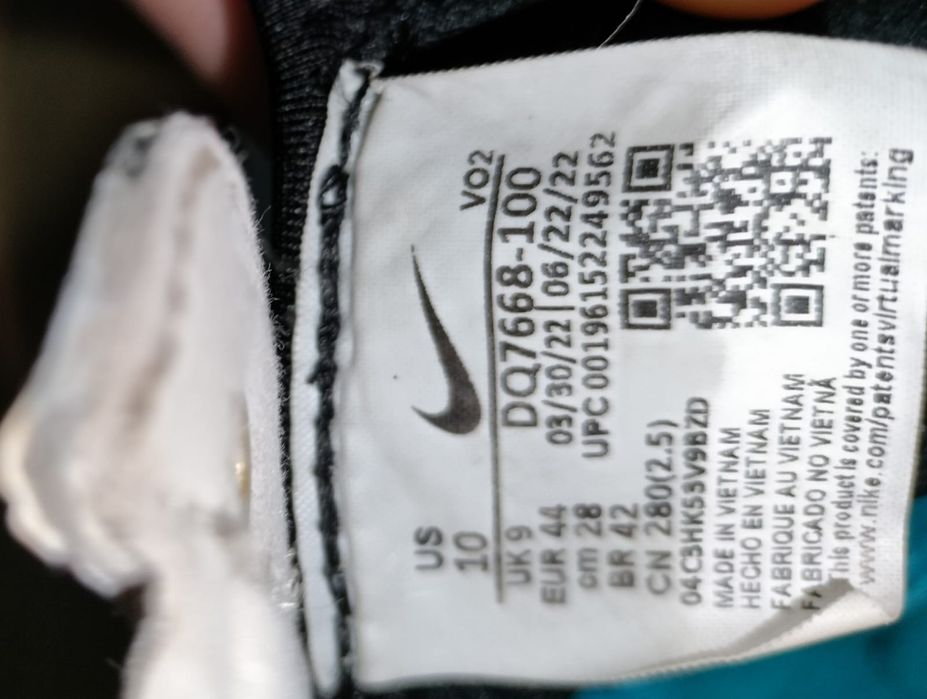 US
10
VO2
UK 9
EUR 44
cm 28
BR 42
CN 280(2.5)
DQ7668-100
03/30/22|06/22/22
UPC 00196152249562
MADE IN VIETNAM
HECHO EN VIETNAM
FABRIQUE AU VIETNAM
FABRICADO NO VIETNÃ
This product is covered by one or more patents:
www.nike.com/patentsvirtualmarking